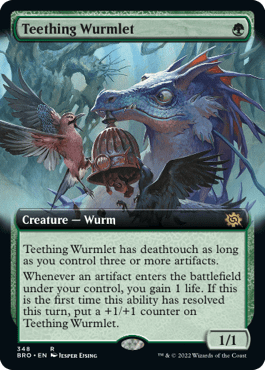 Teething Wurmlet
Creature — Wurm
Teething Wurmlet has deathtouch as long
as you control three or more artifacts.
Whenever an artifact enters the battlefield
under your control, you gain 1 life. If this
is the first time this ability has resolved
this turn, put a +1/+1 counter on
Teething Wurmlet.
1/1
348 R
BRO • EN Jesper Ejsing
™ & © 2022 Wizards of the Coast